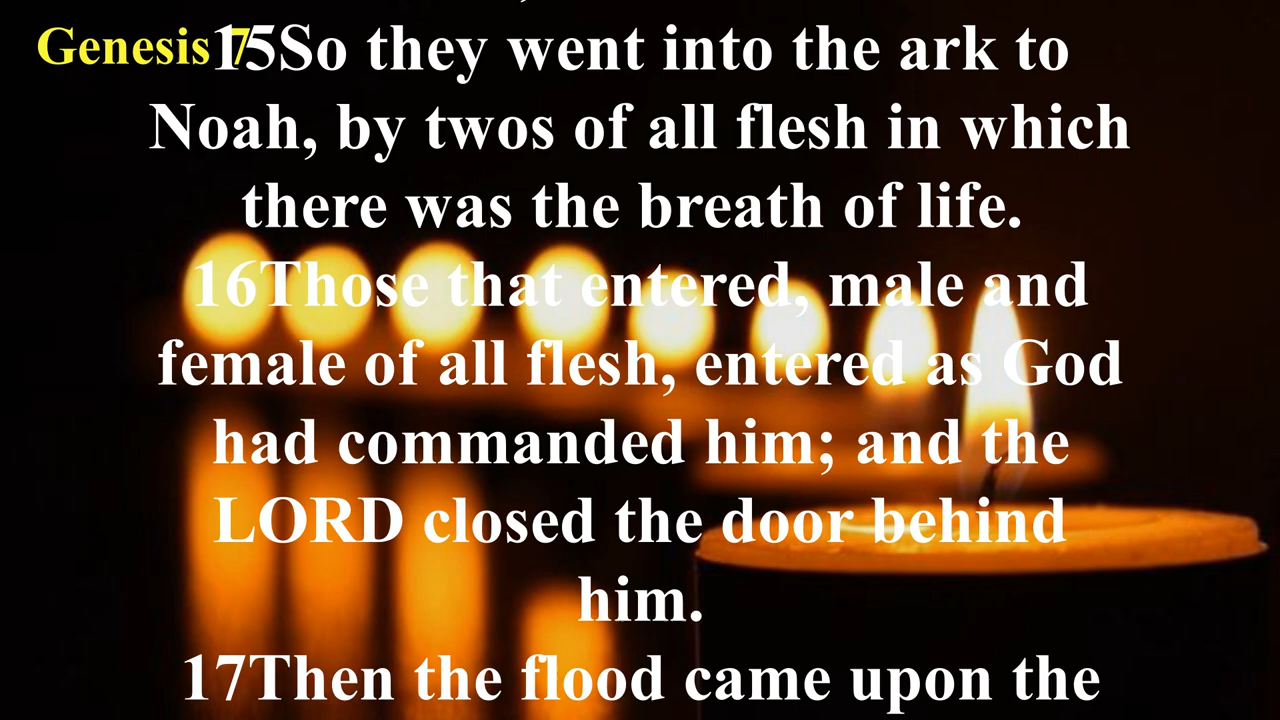 Genesis 7
15So they went into the ark to
Noah, by twos of all flesh in which
there was the breath of life.
16Those that entered, male and
female of all flesh, entered as God
had commanded him; and the
LORD closed the door behind
him.
17Then the flood came upon the